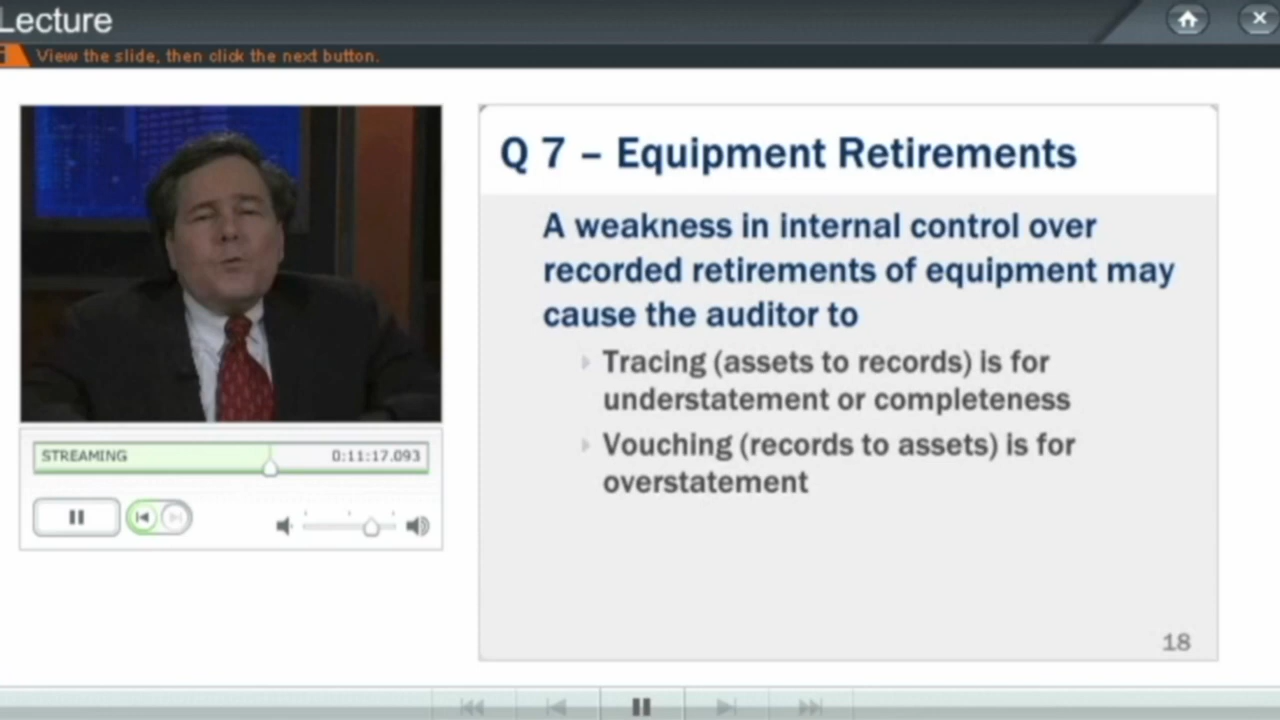 Lecture
View the slide, then click the next button.
Q 7 – Equipment Retirements
A weakness in internal control over
recorded retirements of equipment may
cause the auditor to
Tracing (assets to records) is for
understatement or completeness
Vouching (records to assets) is for
overstatement
STREAMING 0:11:17.093
18